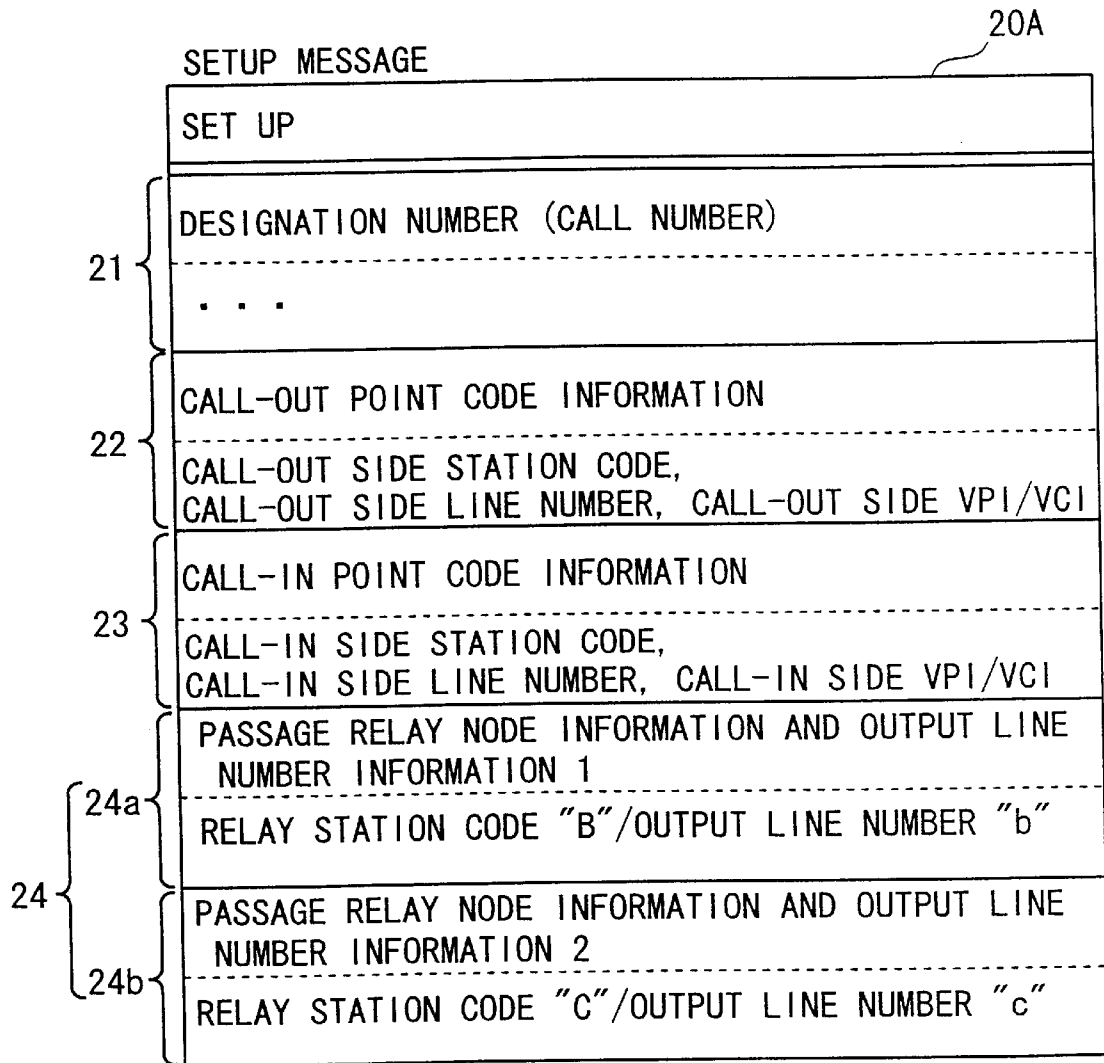 20A
SETUP MESSAGE
SET UP
21
DESIGNATION NUMBER (CALL NUMBER)
. . .
22
CALL-OUT POINT CODE INFORMATION
CALL-OUT SIDE STATION CODE,
CALL-OUT SIDE LINE NUMBER, CALL-OUT SIDE VPI/VCI
23
CALL-IN POINT CODE INFORMATION
CALL-IN SIDE STATION CODE,
CALL-IN SIDE LINE NUMBER, CALL-IN SIDE VPI/VCI
24
24a
PASSAGE RELAY NODE INFORMATION AND OUTPUT LINE
NUMBER INFORMATION 1
RELAY STATION CODE "B"/OUTPUT LINE NUMBER "b"
24b
PASSAGE RELAY NODE INFORMATION AND OUTPUT LINE
NUMBER INFORMATION 2
RELAY STATION CODE "C"/OUTPUT LINE NUMBER "c"